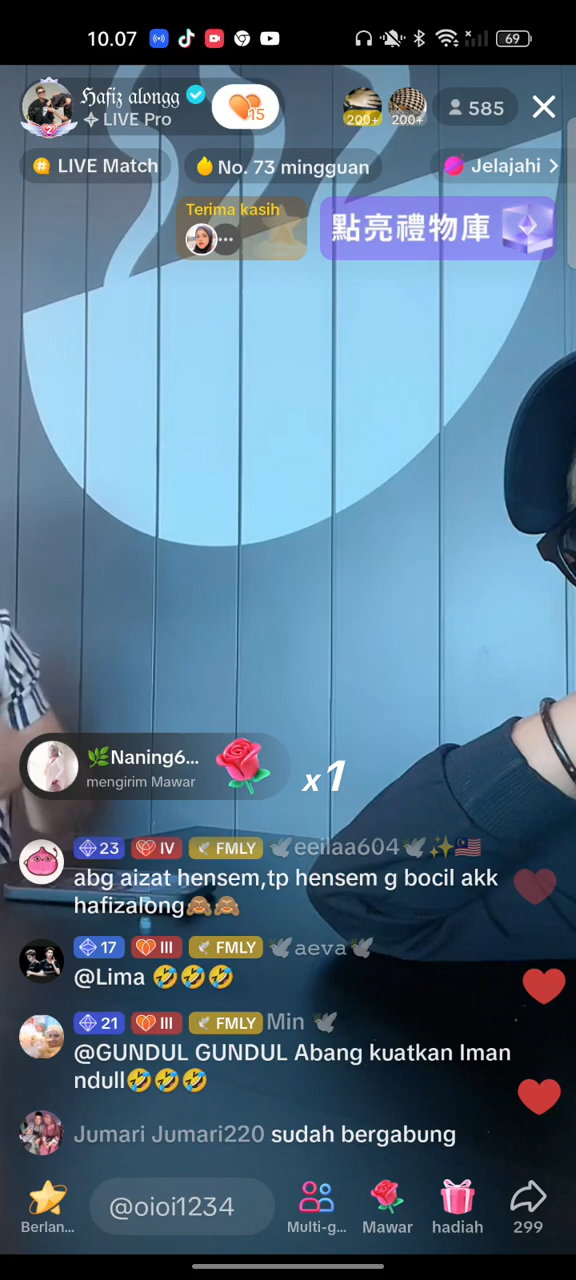 10.07
69
Hafiz alongg
LIVE Pro
15
200+
200+
585
LIVE Match
No. 73 mingguan
Jelajahi
Terima kasih
點亮禮物庫
Naning6...
mengirim Mawar
x1
23 IV FMLY eeilaa604
abg aizat hensem,tp hensem g bocil akk
hafizalong
17 III FMLY aeva
@Lima
21 III FMLY Min
@GUNDUL GUNDUL Abang kuatkan Iman
ndull
Jumari Jumari220 sudah bergabung
@oioi1234
Berlan...
Multi-g...
Mawar
hadiah
299